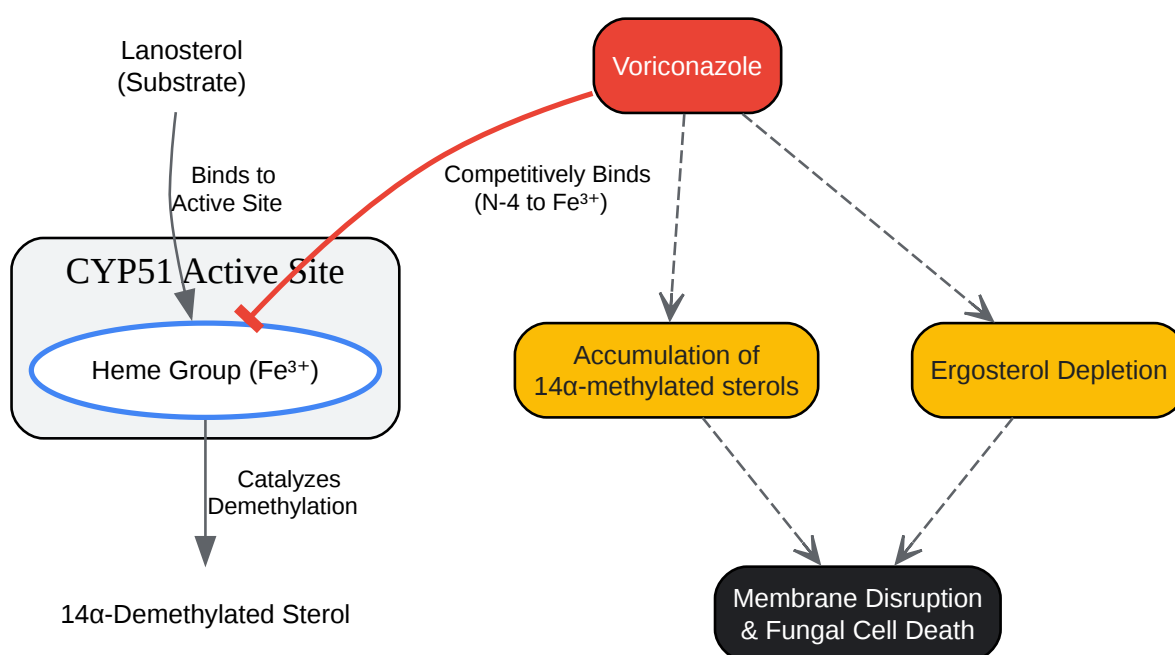 Lanosterol
(Substrate)
Voriconazole
Binds to
Active Site
Competitively Binds
(N-4 to Fe³⁺)
CYP51 Active Site
Heme Group (Fe³⁺)
Accumulation of
14α-methylated sterols
Ergosterol Depletion
Catalyzes
Demethylation
14α-Demethylated Sterol
Membrane Disruption
& Fungal Cell Death